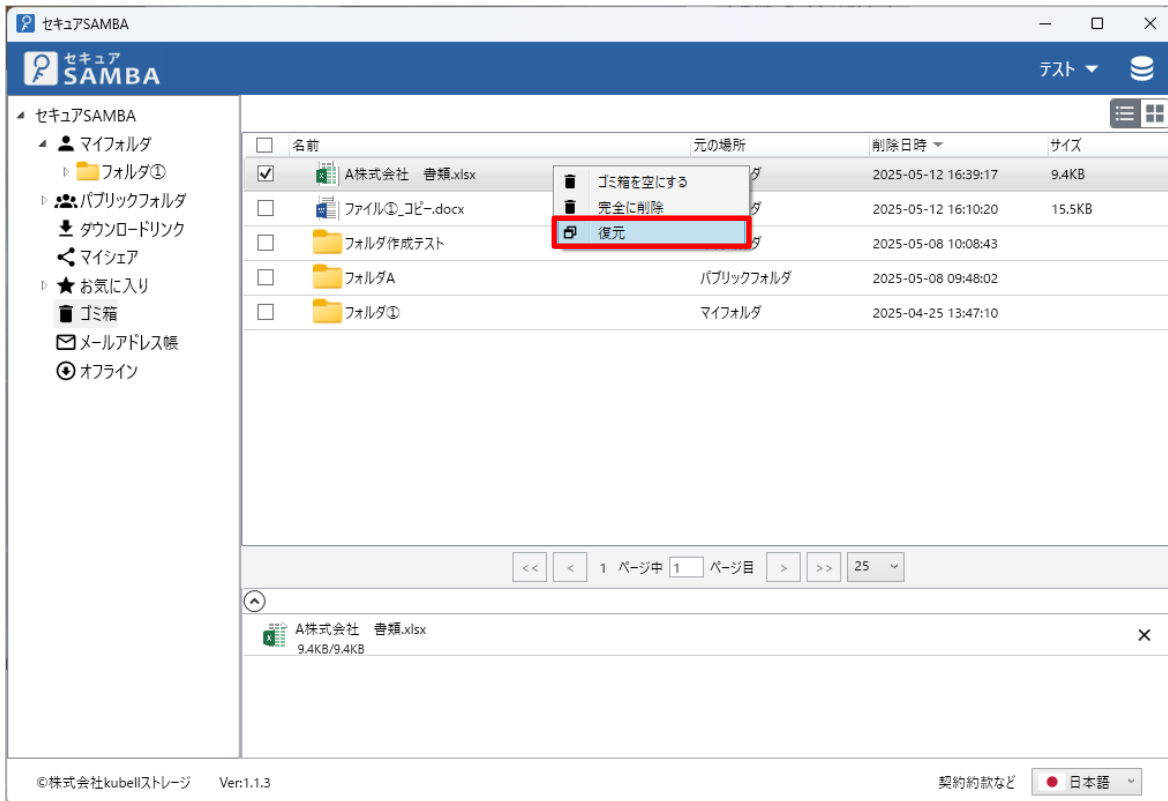 セキュアSAMBA
セキュア
SAMBA
テスト
セキュアSAMBA
マイフォルダ
フォルダ①
パブリックフォルダ
ダウンロードリンク
マイシェア
お気に入り
ゴミ箱
メールアドレス帳
オフライン
名前 元の場所 削除日時 サイズ
A株式会社　書類.xlsx ダ 2025-05-12 16:39:17 9.4KB
ファイル①_コピー.docx ダ 2025-05-12 16:10:20 15.5KB
フォルダ作成テスト ダ 2025-05-08 10:08:43
フォルダA パブリックフォルダ 2025-05-08 09:48:02
フォルダ① マイフォルダ 2025-04-25 13:47:10
ゴミ箱を空にする
完全に削除
復元
<< < 1 ページ中 1 ページ目 > >> 25
A株式会社　書類.xlsx
9.4KB/9.4KB
©株式会社kubellストレージ Ver:1.1.3 契約約款など 日本語